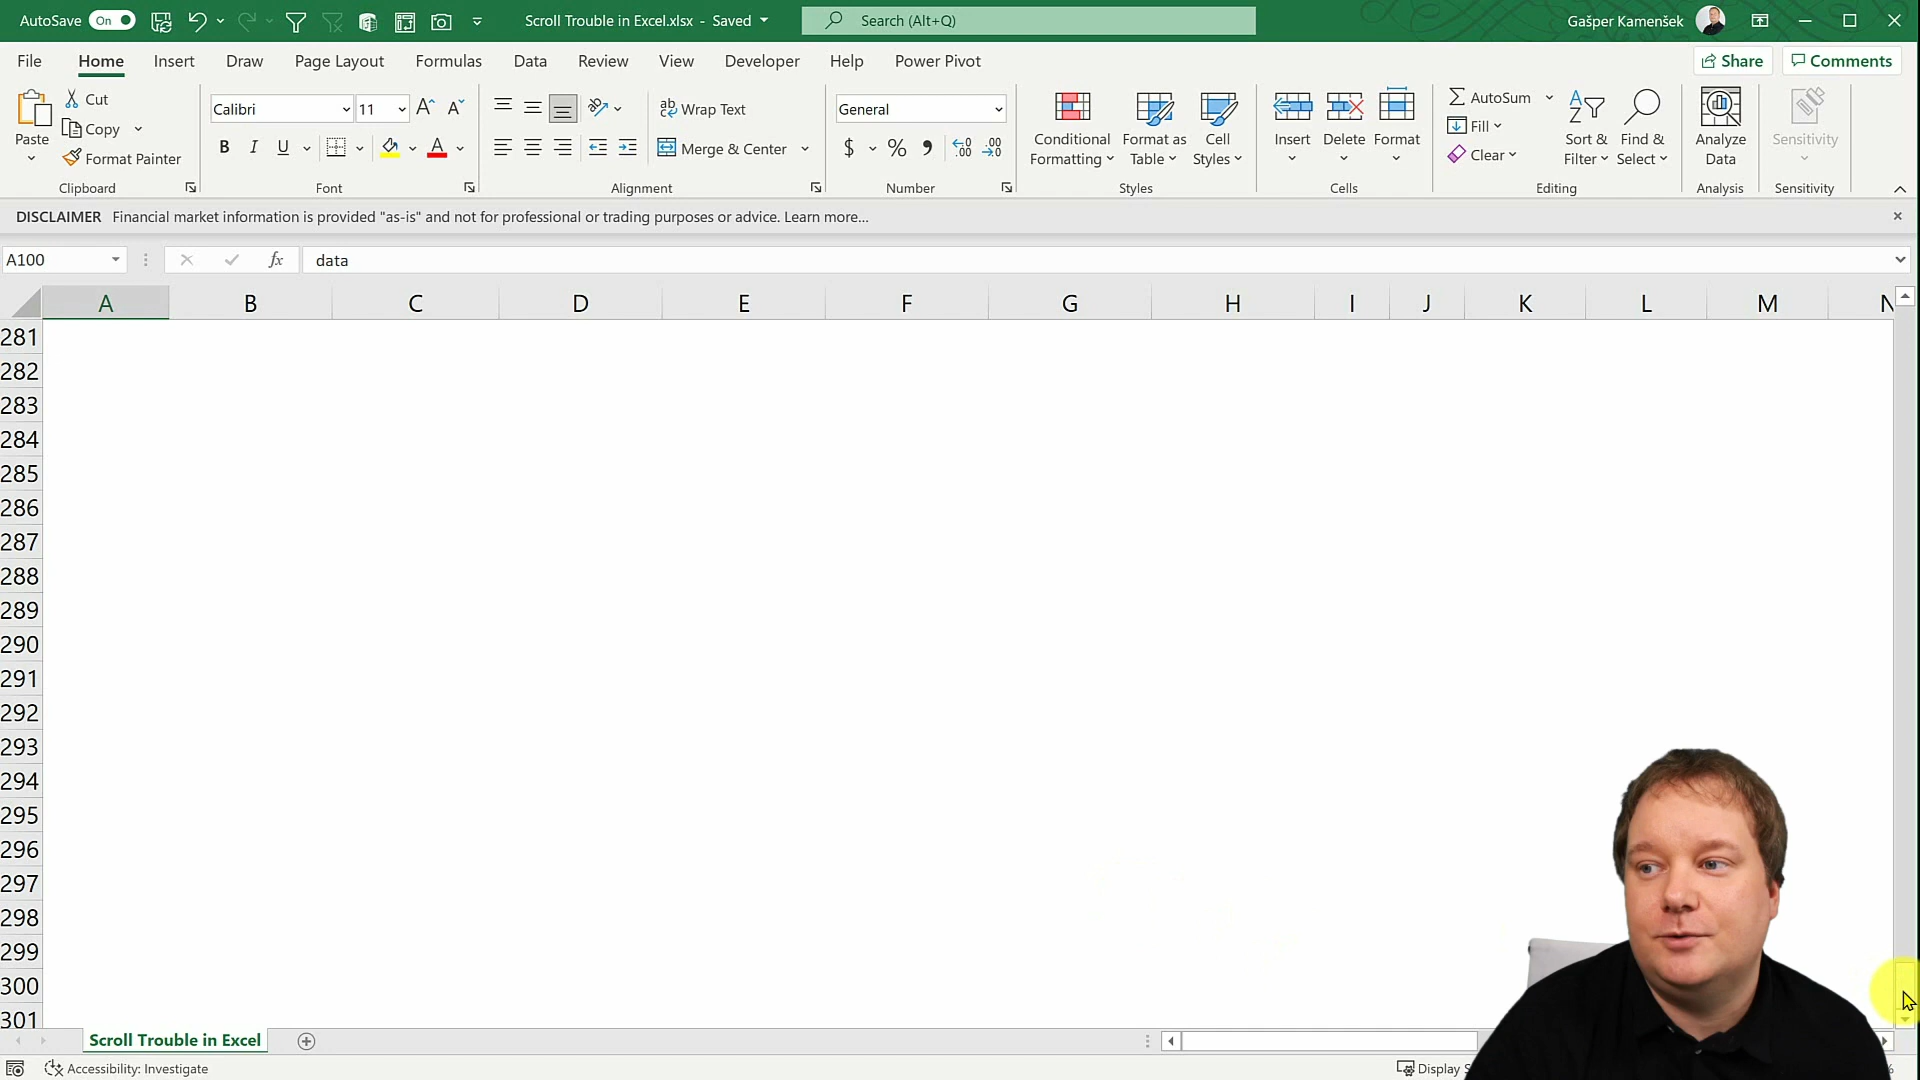 AutoSave On Scroll Trouble in Excel.xlsx - Saved Search (Alt+Q) Gašper Kamenšek
File Home Insert Draw Page Layout Formulas Data Review View Developer Help Power Pivot Share Comments
Paste Cut Copy Format Painter Clipboard
Calibri 11 B I U Font
Wrap Text Merge & Center Alignment
General $ % Number
Conditional Formatting Format as Table Cell Styles Styles
Insert Delete Format Cells
AutoSum Fill Clear Sort & Filter Find & Select Editing
Analyze Data Analysis
Sensitivity Sensitivity
DISCLAIMER Financial market information is provided "as-is" and not for professional or trading purposes or advice. Learn more...
A100 fx data
A B C D E F G H I J K L M N
281
282
283
284
285
286
287
288
289
290
291
292
293
294
295
296
297
298
299
300
301
Scroll Trouble in Excel
Accessibility: Investigate Display